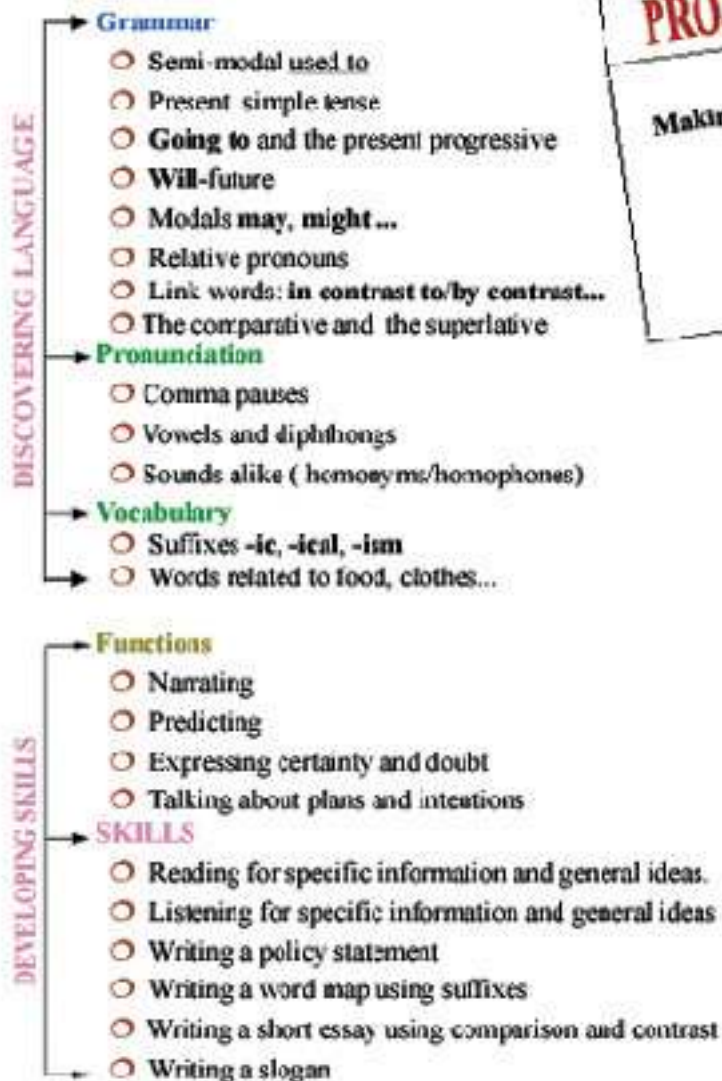 PRO
Makin
DISCOVERING LANGUAGE
Grammar
Semi-modal used to
Present simple tense
Going to and the present progressive
Will-future
Modals may, might ...
Relative pronouns
Link words: in contrast to/by contrast...
The comparative and the superlative
Pronunciation
Comma pauses
Vowels and diphthongs
Sounds alike ( homonyms/homophones)
Vocabulary
Suffixes -ic, -ical, -ism
Words related to food, clothes...
DEVELOPING SKILLS
Functions
Narrating
Predicting
Expressing certainty and doubt
Talking about plans and intentions
SKILLS
Reading for specific information and general ideas.
Listening for specific information and general ideas
Writing a policy statement
Writing a word map using suffixes
Writing a short essay using comparison and contrast
Writing a slogan